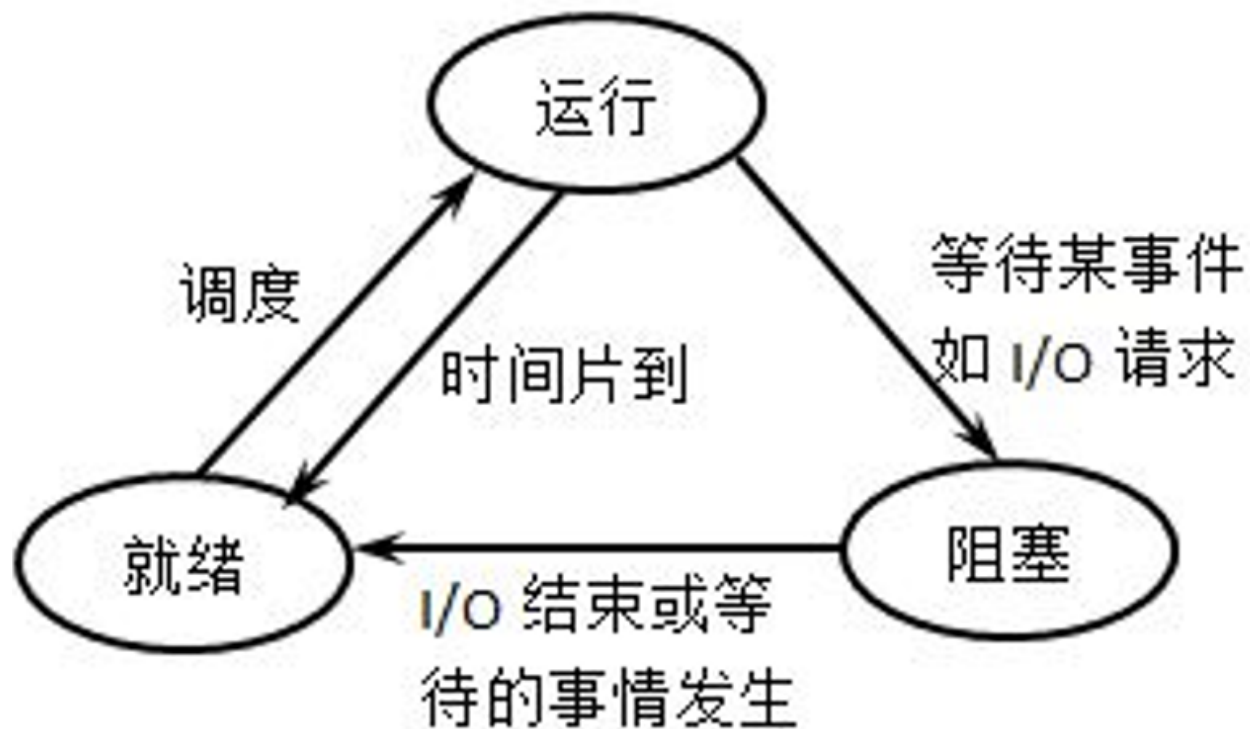 运行
调度
等待某事件
如 I/O 请求
时间片到
就绪
阻塞
I/O 结束或等
待的事情发生